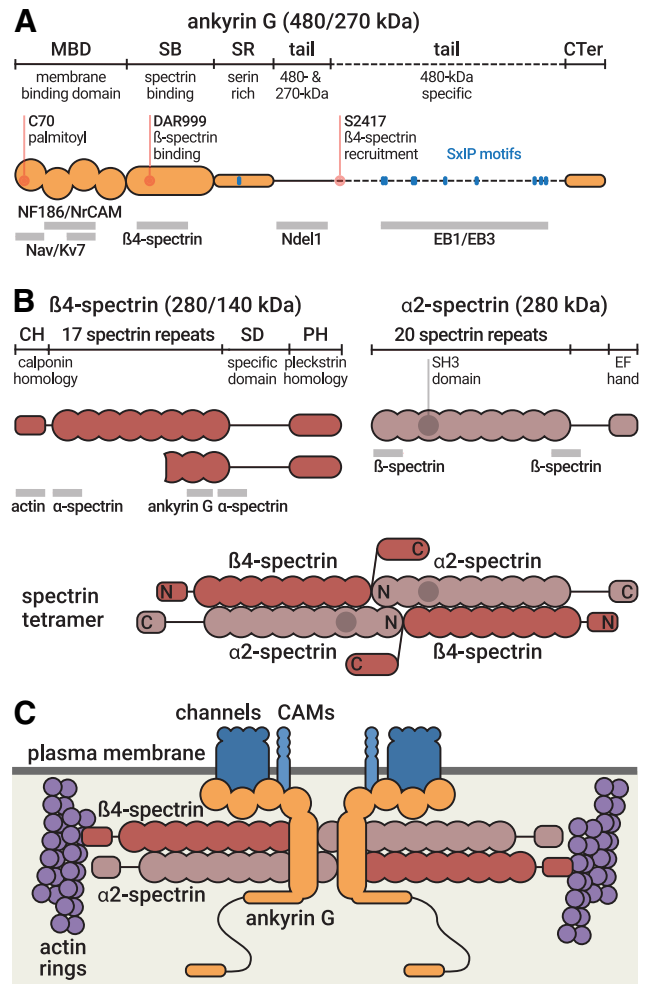 A
ankyrin G (480/270 kDa)
MBD SB SR tail tail CTer
membrane spectrin serin 480- & 480-kDa
binding domain binding rich 270-kDa specific
C70 DAR999 S2417
palmitoyl ß-spectrin ß4-spectrin
binding recruitment SxIP motifs
NF186/NrCAM
Nav/Kv7 ß4-spectrin Ndel1 EB1/EB3
B
ß4-spectrin (280/140 kDa) α2-spectrin (280 kDa)
CH 17 spectrin repeats SD PH 20 spectrin repeats
calponin specific pleckstrin SH3 EF
homology domain homology domain hand
ß-spectrin ß-spectrin
actin α-spectrin ankyrin G α-spectrin
C
ß4-spectrin α2-spectrin
N N C
spectrin
tetramer
C N N
α2-spectrin C ß4-spectrin
C
channels CAMs
plasma membrane
ß4-spectrin
α2-spectrin
ankyrin G
actin
rings